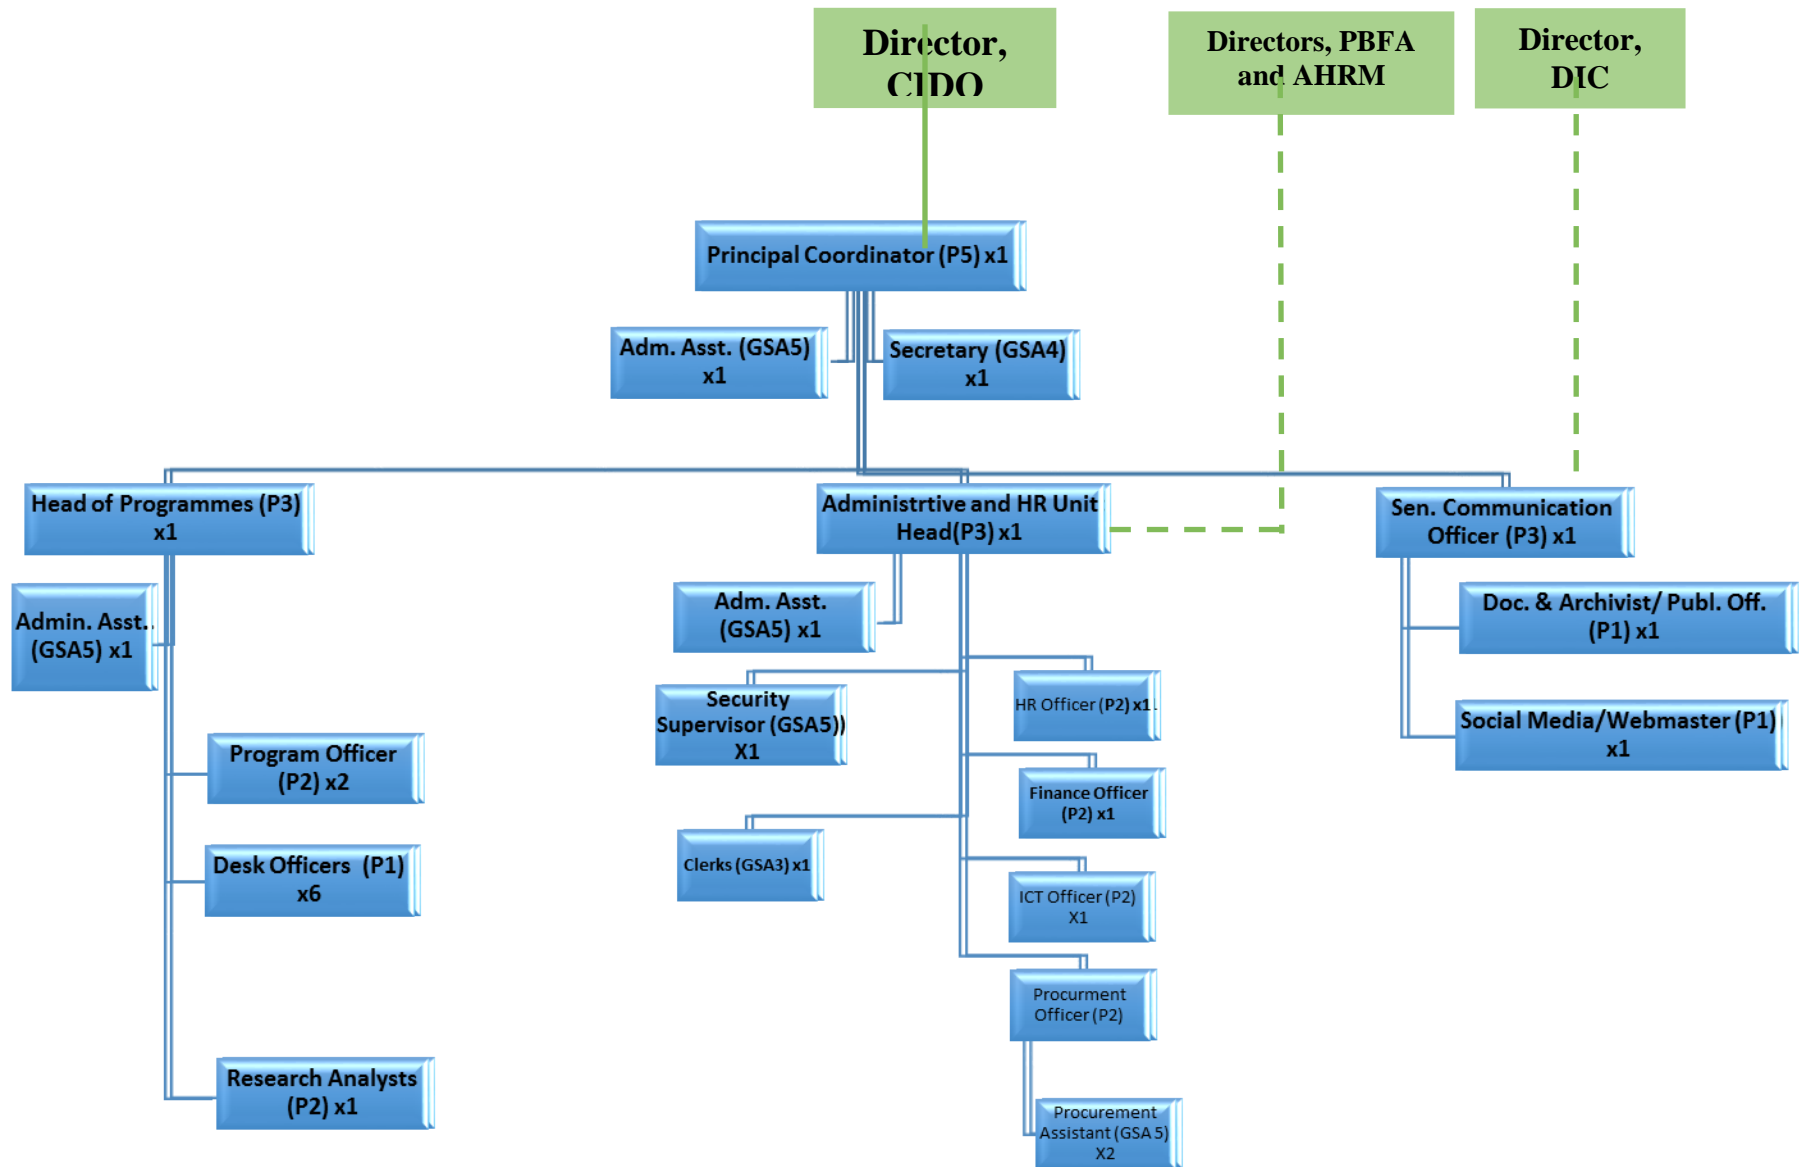 Director,
CIDO
Directors, PBFA
and AHRM
Director,
DIC
Principal Coordinator (P5) x1
Adm. Asst. (GSA5)
x1
Secretary (GSA4)
x1
Head of Programmes (P3)
x1
Administrtive and HR Unit
Head(P3) x1
Sen. Communication
Officer (P3) x1
Admin. Asst..
(GSA5) x1
Adm. Asst.
(GSA5) x1
Doc. & Archivist/ Publ. Off.
(P1) x1
Security
Supervisor (GSA5))
X1
HR Officer (P2) x1.
Social Media/Webmaster (P1)
x1
Program Officer
(P2) x2
Finance Officer
(P2) x1
Desk Officers (P1)
x6
Clerks (GSA3) x1
ICT Officer (P2)
X1
Procurment
Officer (P2)
Research Analysts
(P2) x1
Procurement
Assistant (GSA 5)
X2